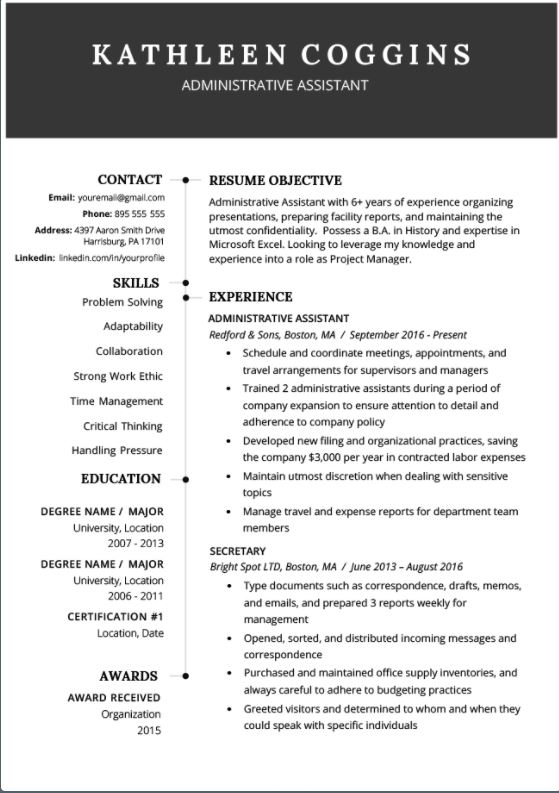 KATHLEEN COGGINS
ADMINISTRATIVE ASSISTANT
CONTACT
Email: youremail@gmail.com
Phone: 895 555 555
Address: 4397 Aaron Smith Drive
Harrisburg, PA 17101
Linkedin: linkedin.com/in/yourprofile
SKILLS
Problem Solving
Adaptability
Collaboration
Strong Work Ethic
Time Management
Critical Thinking
Handling Pressure
EDUCATION
DEGREE NAME / MAJOR
University, Location
2007 - 2013
DEGREE NAME / MAJOR
University, Location
2006 - 2011
CERTIFICATION #1
Location, Date
AWARDS
AWARD RECEIVED
Organization
2015
RESUME OBJECTIVE
Administrative Assistant with 6+ years of experience organizing
presentations, preparing facility reports, and maintaining the
utmost confidentiality. Possess a B.A. in History and expertise in
Microsoft Excel. Looking to leverage my knowledge and
experience into a role as Project Manager.
EXPERIENCE
ADMINISTRATIVE ASSISTANT
Redford & Sons, Boston, MA / September 2016 - Present
• Schedule and coordinate meetings, appointments, and
travel arrangements for supervisors and managers
• Trained 2 administrative assistants during a period of
company expansion to ensure attention to detail and
adherence to company policy
• Developed new filing and organizational practices, saving
the company $3,000 per year in contracted labor expenses
• Maintain utmost discretion when dealing with sensitive
topics
• Manage travel and expense reports for department team
members
SECRETARY
Bright Spot LTD, Boston, MA / June 2013 – August 2016
• Type documents such as correspondence, drafts, memos,
and emails, and prepared 3 reports weekly for
management
• Opened, sorted, and distributed incoming messages and
correspondence
• Purchased and maintained office supply inventories, and
always careful to adhere to budgeting practices
• Greeted visitors and determined to whom and when they
could speak with specific individuals